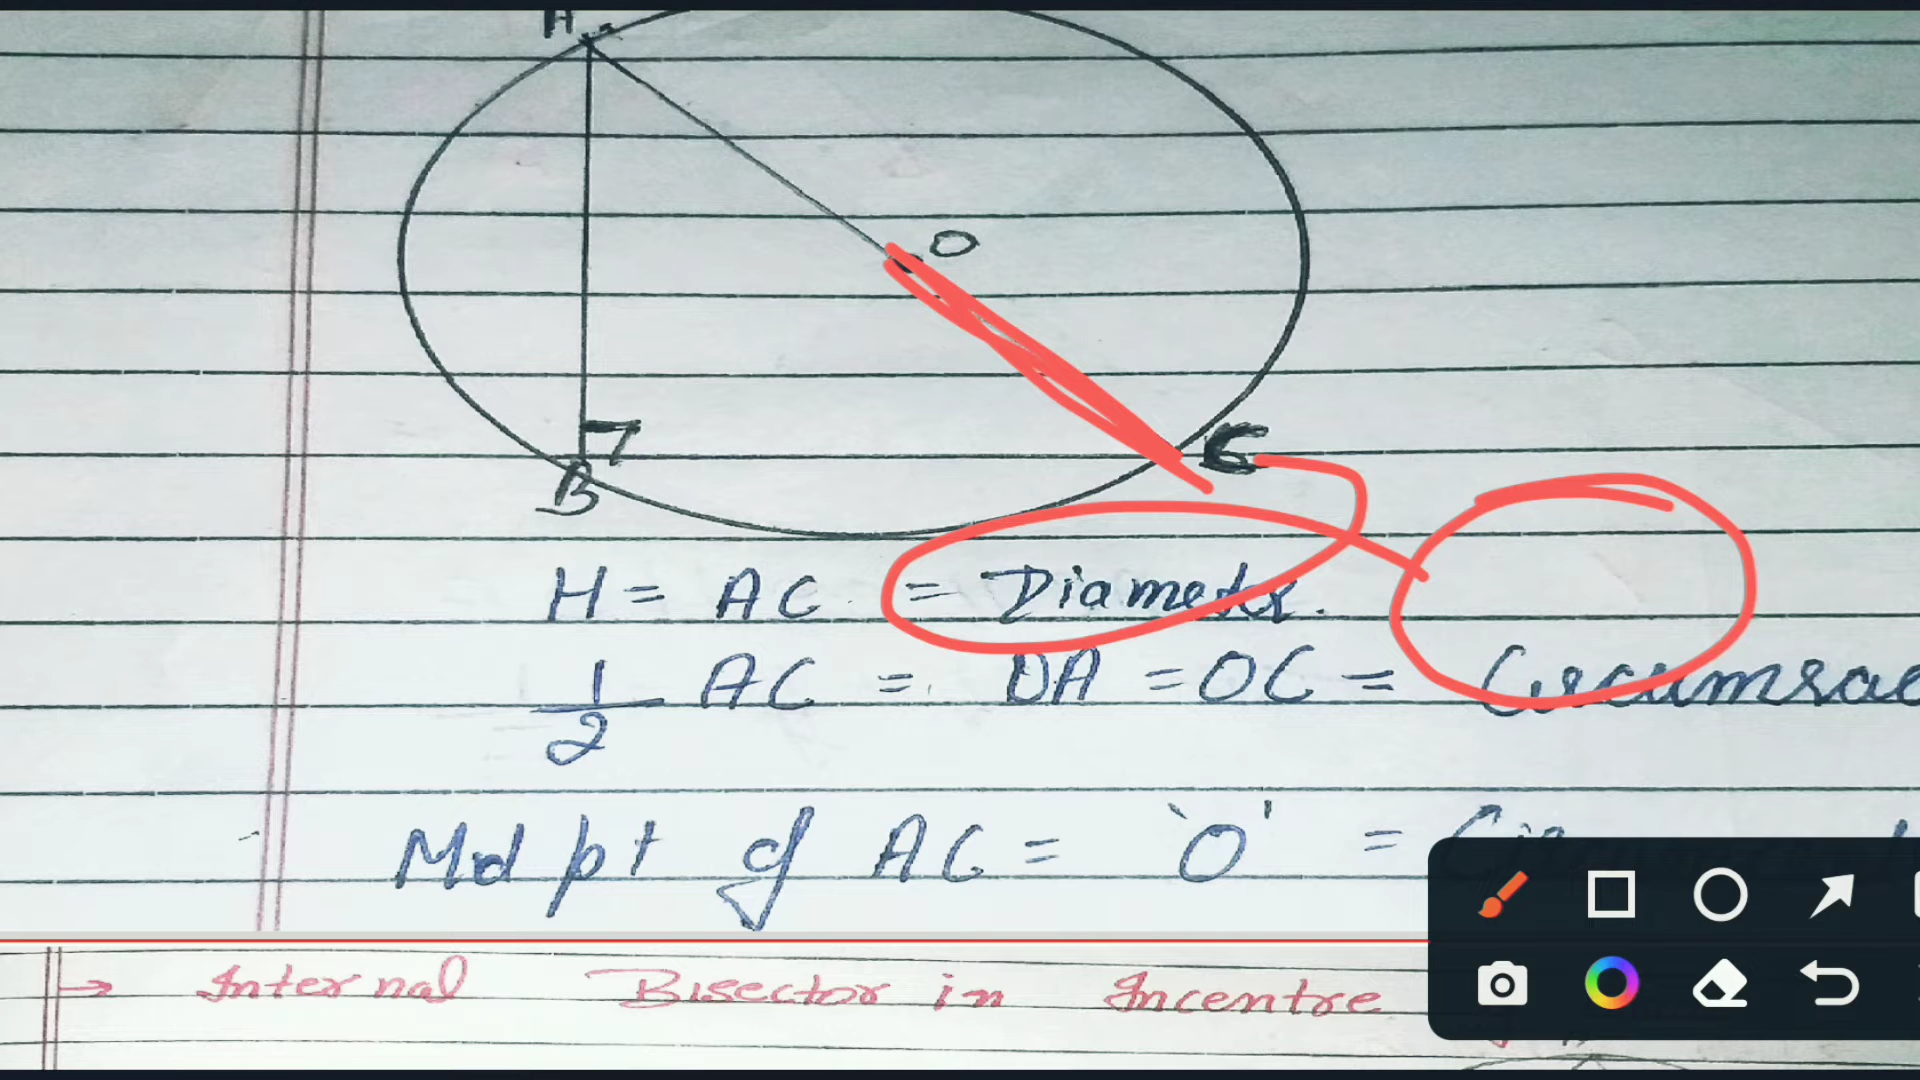 A
O
B
C
H = AC = Diameter.
1/2 AC = OA = OC =
Mid pt of AC = 'O' =
→ Internal Bisector in Incentre